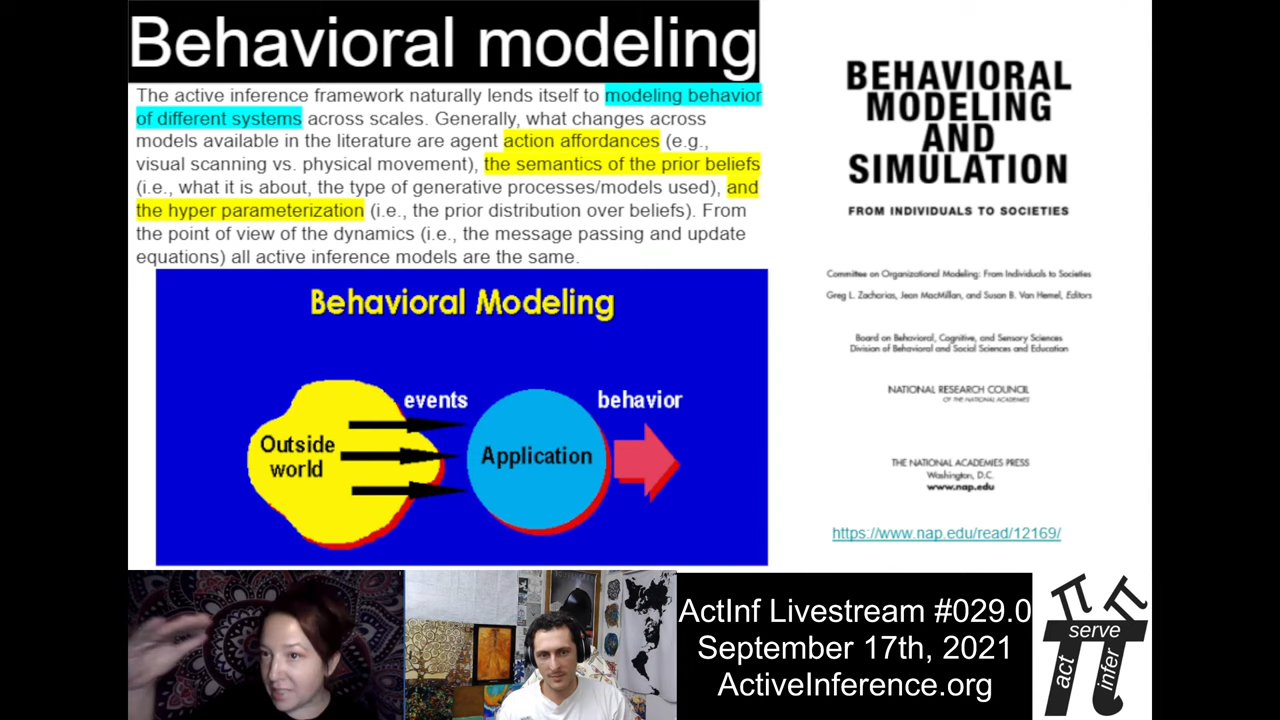 Behavioral modeling
The active inference framework naturally lends itself to modeling behavior
of different systems across scales. Generally, what changes across
models available in the literature are agent action affordances (e.g.,
visual scanning vs. physical movement), the semantics of the prior beliefs
(i.e., what it is about, the type of generative processes/models used), and
the hyper parameterization (i.e., the prior distribution over beliefs). From
the point of view of the dynamics (i.e., the message passing and update
equations) all active inference models are the same.
Behavioral Modeling
Outside
world
events
Application
behavior
BEHAVIORAL
MODELING
AND
SIMULATION
FROM INDIVIDUALS TO SOCIETIES
Committee on Organizational Modeling: From Individuals to Societies
Greg L. Zacharias, Jean MacMillan, and Susan B. Van Hemel, Editors
Board on Behavioral, Cognitive, and Sensory Sciences
Division of Behavioral and Social Sciences and Education
NATIONAL RESEARCH COUNCIL
OF THE NATIONAL ACADEMIES
THE NATIONAL ACADEMIES PRESS
Washington, D.C.
www.nap.edu
https://www.nap.edu/read/12169/
ActInf Livestream #029.0
September 17th, 2021
ActiveInference.org
serve
act
infer